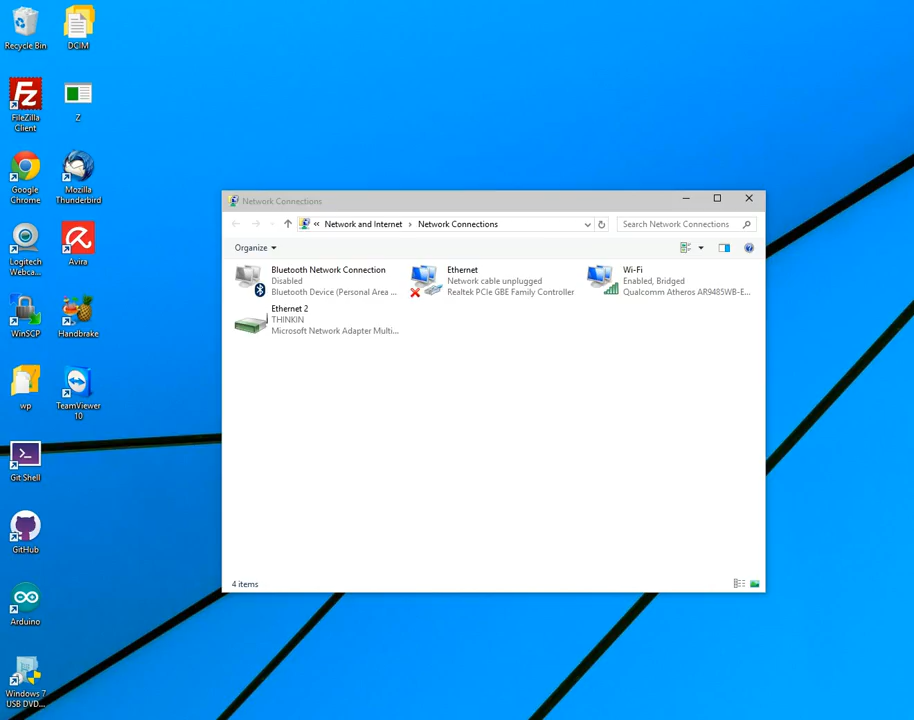 Recycle Bin
DCIM
FileZilla
Client
Z
Google
Chrome
Mozilla
Thunderbird
Logitech
Webca...
Avira
WinSCP
Handbrake
wp
TeamViewer
10
Git Shell
GitHub
Arduino
Windows 7
USB DVD...
Network Connections
« Network and Internet › Network Connections
Search Network Connections
Organize
Bluetooth Network Connection
Disabled
Bluetooth Device (Personal Area ...
Ethernet
Network cable unplugged
Realtek PCIe GBE Family Controller
Wi-Fi
Enabled, Bridged
Qualcomm Atheros AR9485WB-E...
Ethernet 2
THINKIN
Microsoft Network Adapter Multi...
4 items